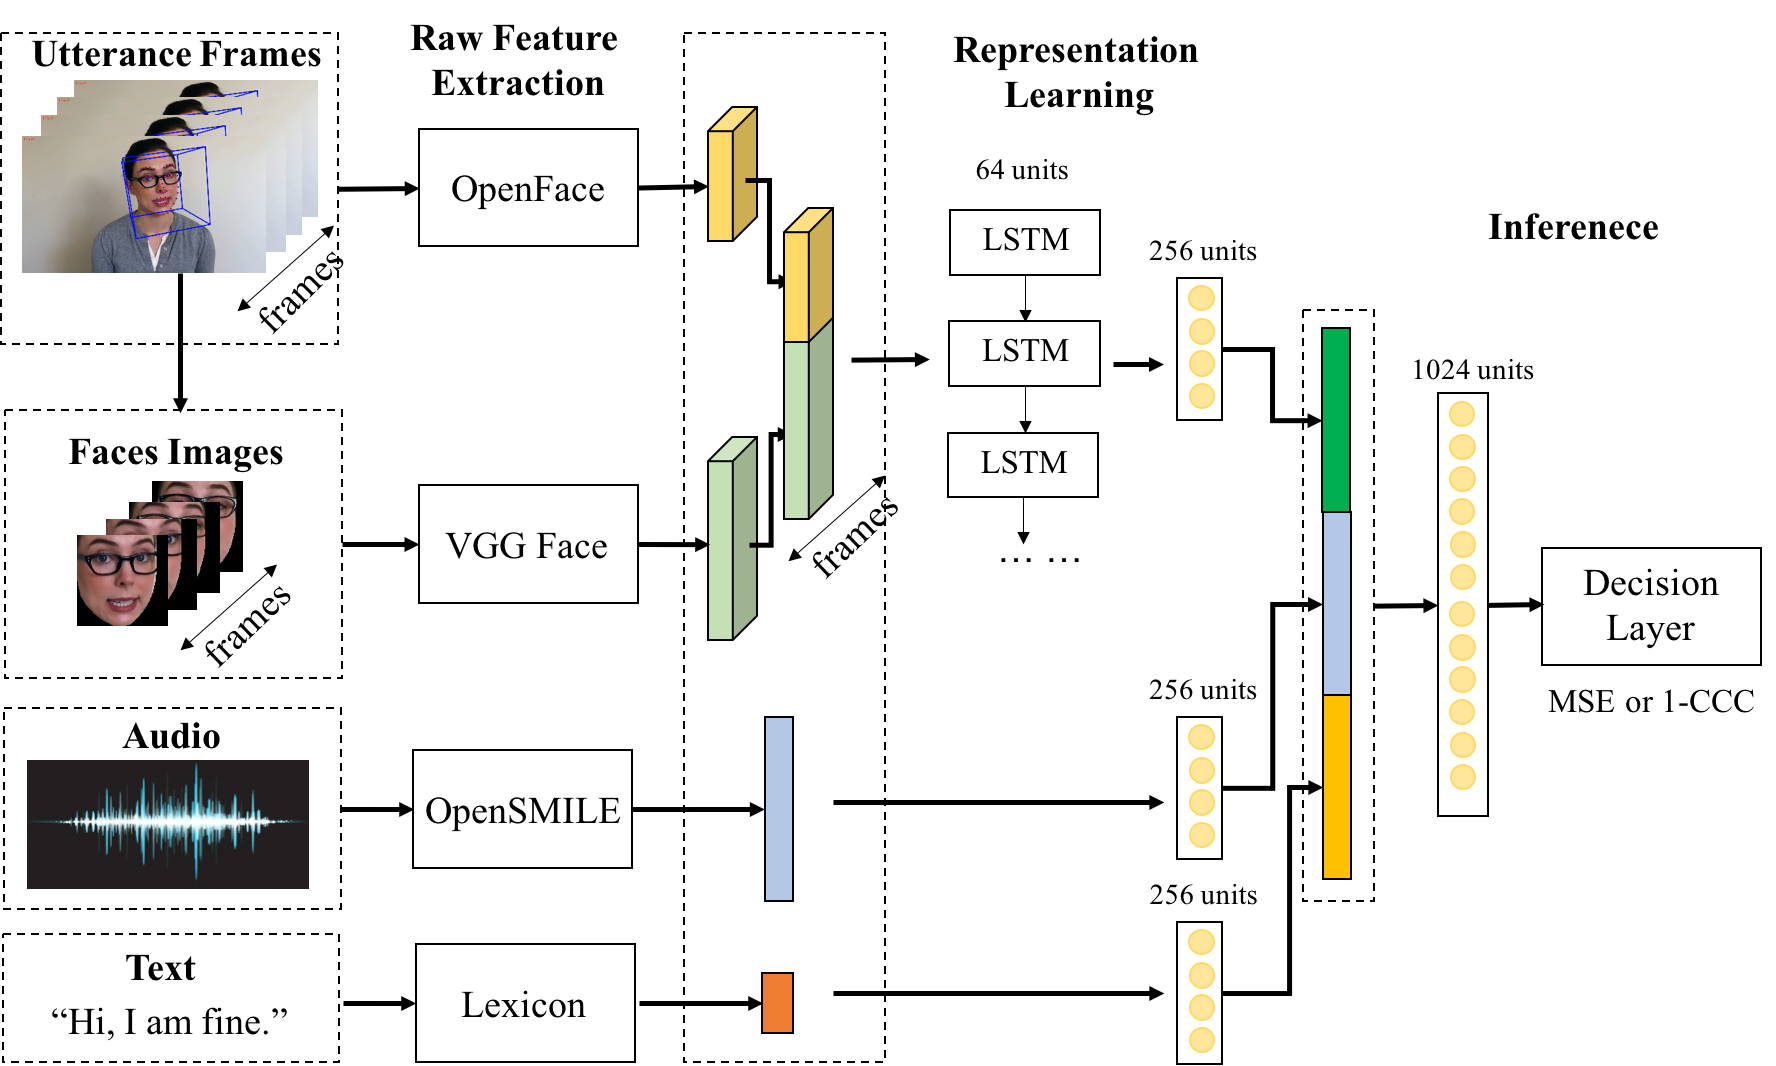 Utterance Frames
frames
Raw Feature
Extraction
OpenFace
Representation
Learning
64 units
LSTM
LSTM
LSTM
... ...
256 units
Inferenece
1024 units
Faces Images
frames
VGG Face
frames
Decision
Layer
MSE or 1-CCC
Audio
OpenSMILE
256 units
Text
“Hi, I am fine.”
Lexicon
256 units